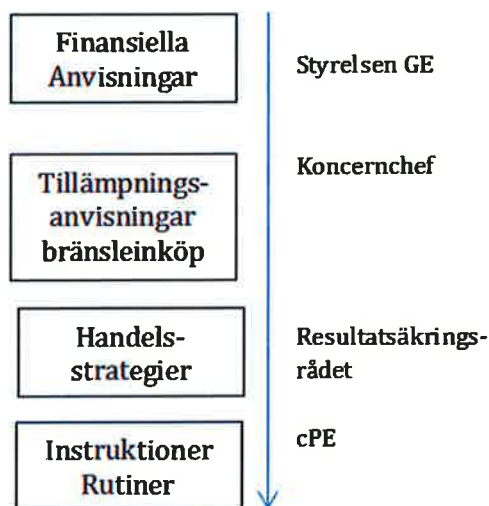 Finansiella
Anvisningar
Styrelsen GE
Koncernchef
Tillämpnings-
anvisningar
bränsleinköp
Handels-
strategier
Resultatsäkrings-
rådet
cPE
Instruktioner
Rutiner